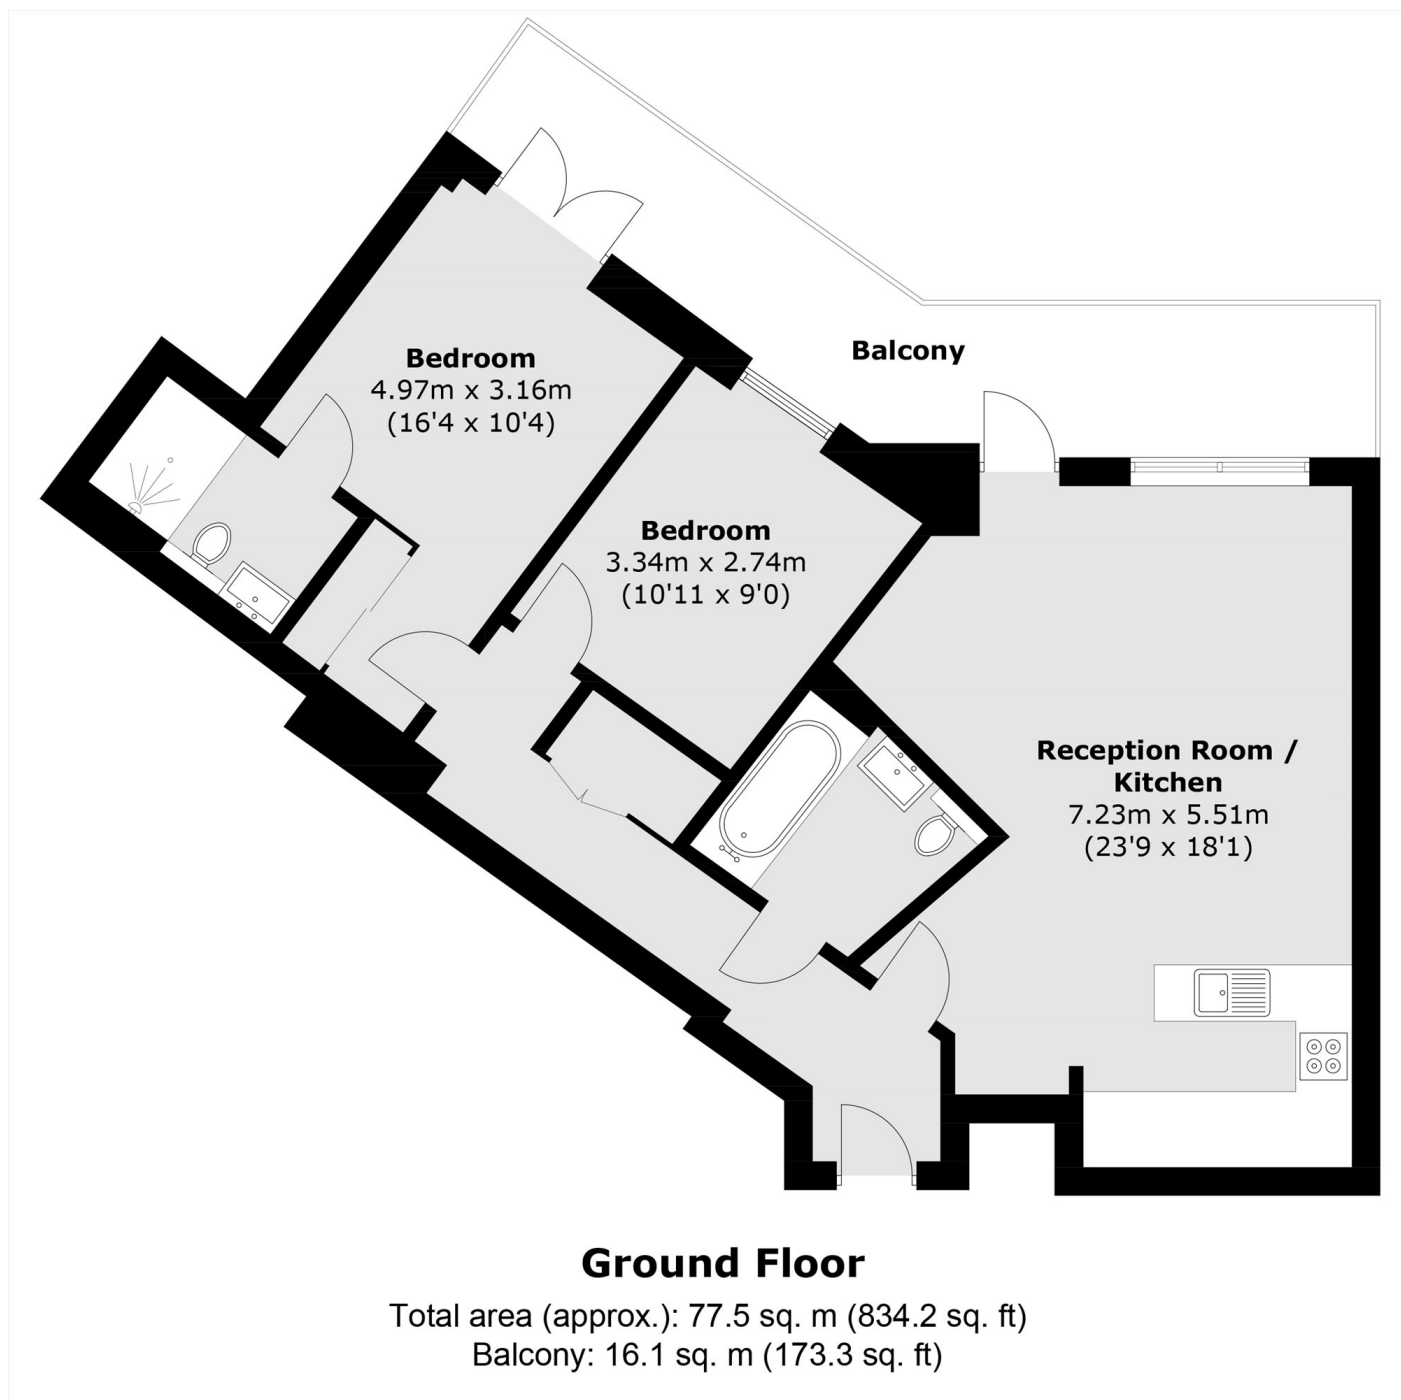 Balcony
Bedroom
4.97m x 3.16m
(16'4 x 10'4)
Bedroom
3.34m x 2.74m
(10'11 x 9'0)
Reception Room /
Kitchen
7.23m x 5.51m
(23'9 x 18'1)
Ground Floor
Total area (approx.): 77.5 sq. m (834.2 sq. ft)
Balcony: 16.1 sq. m (173.3 sq. ft)